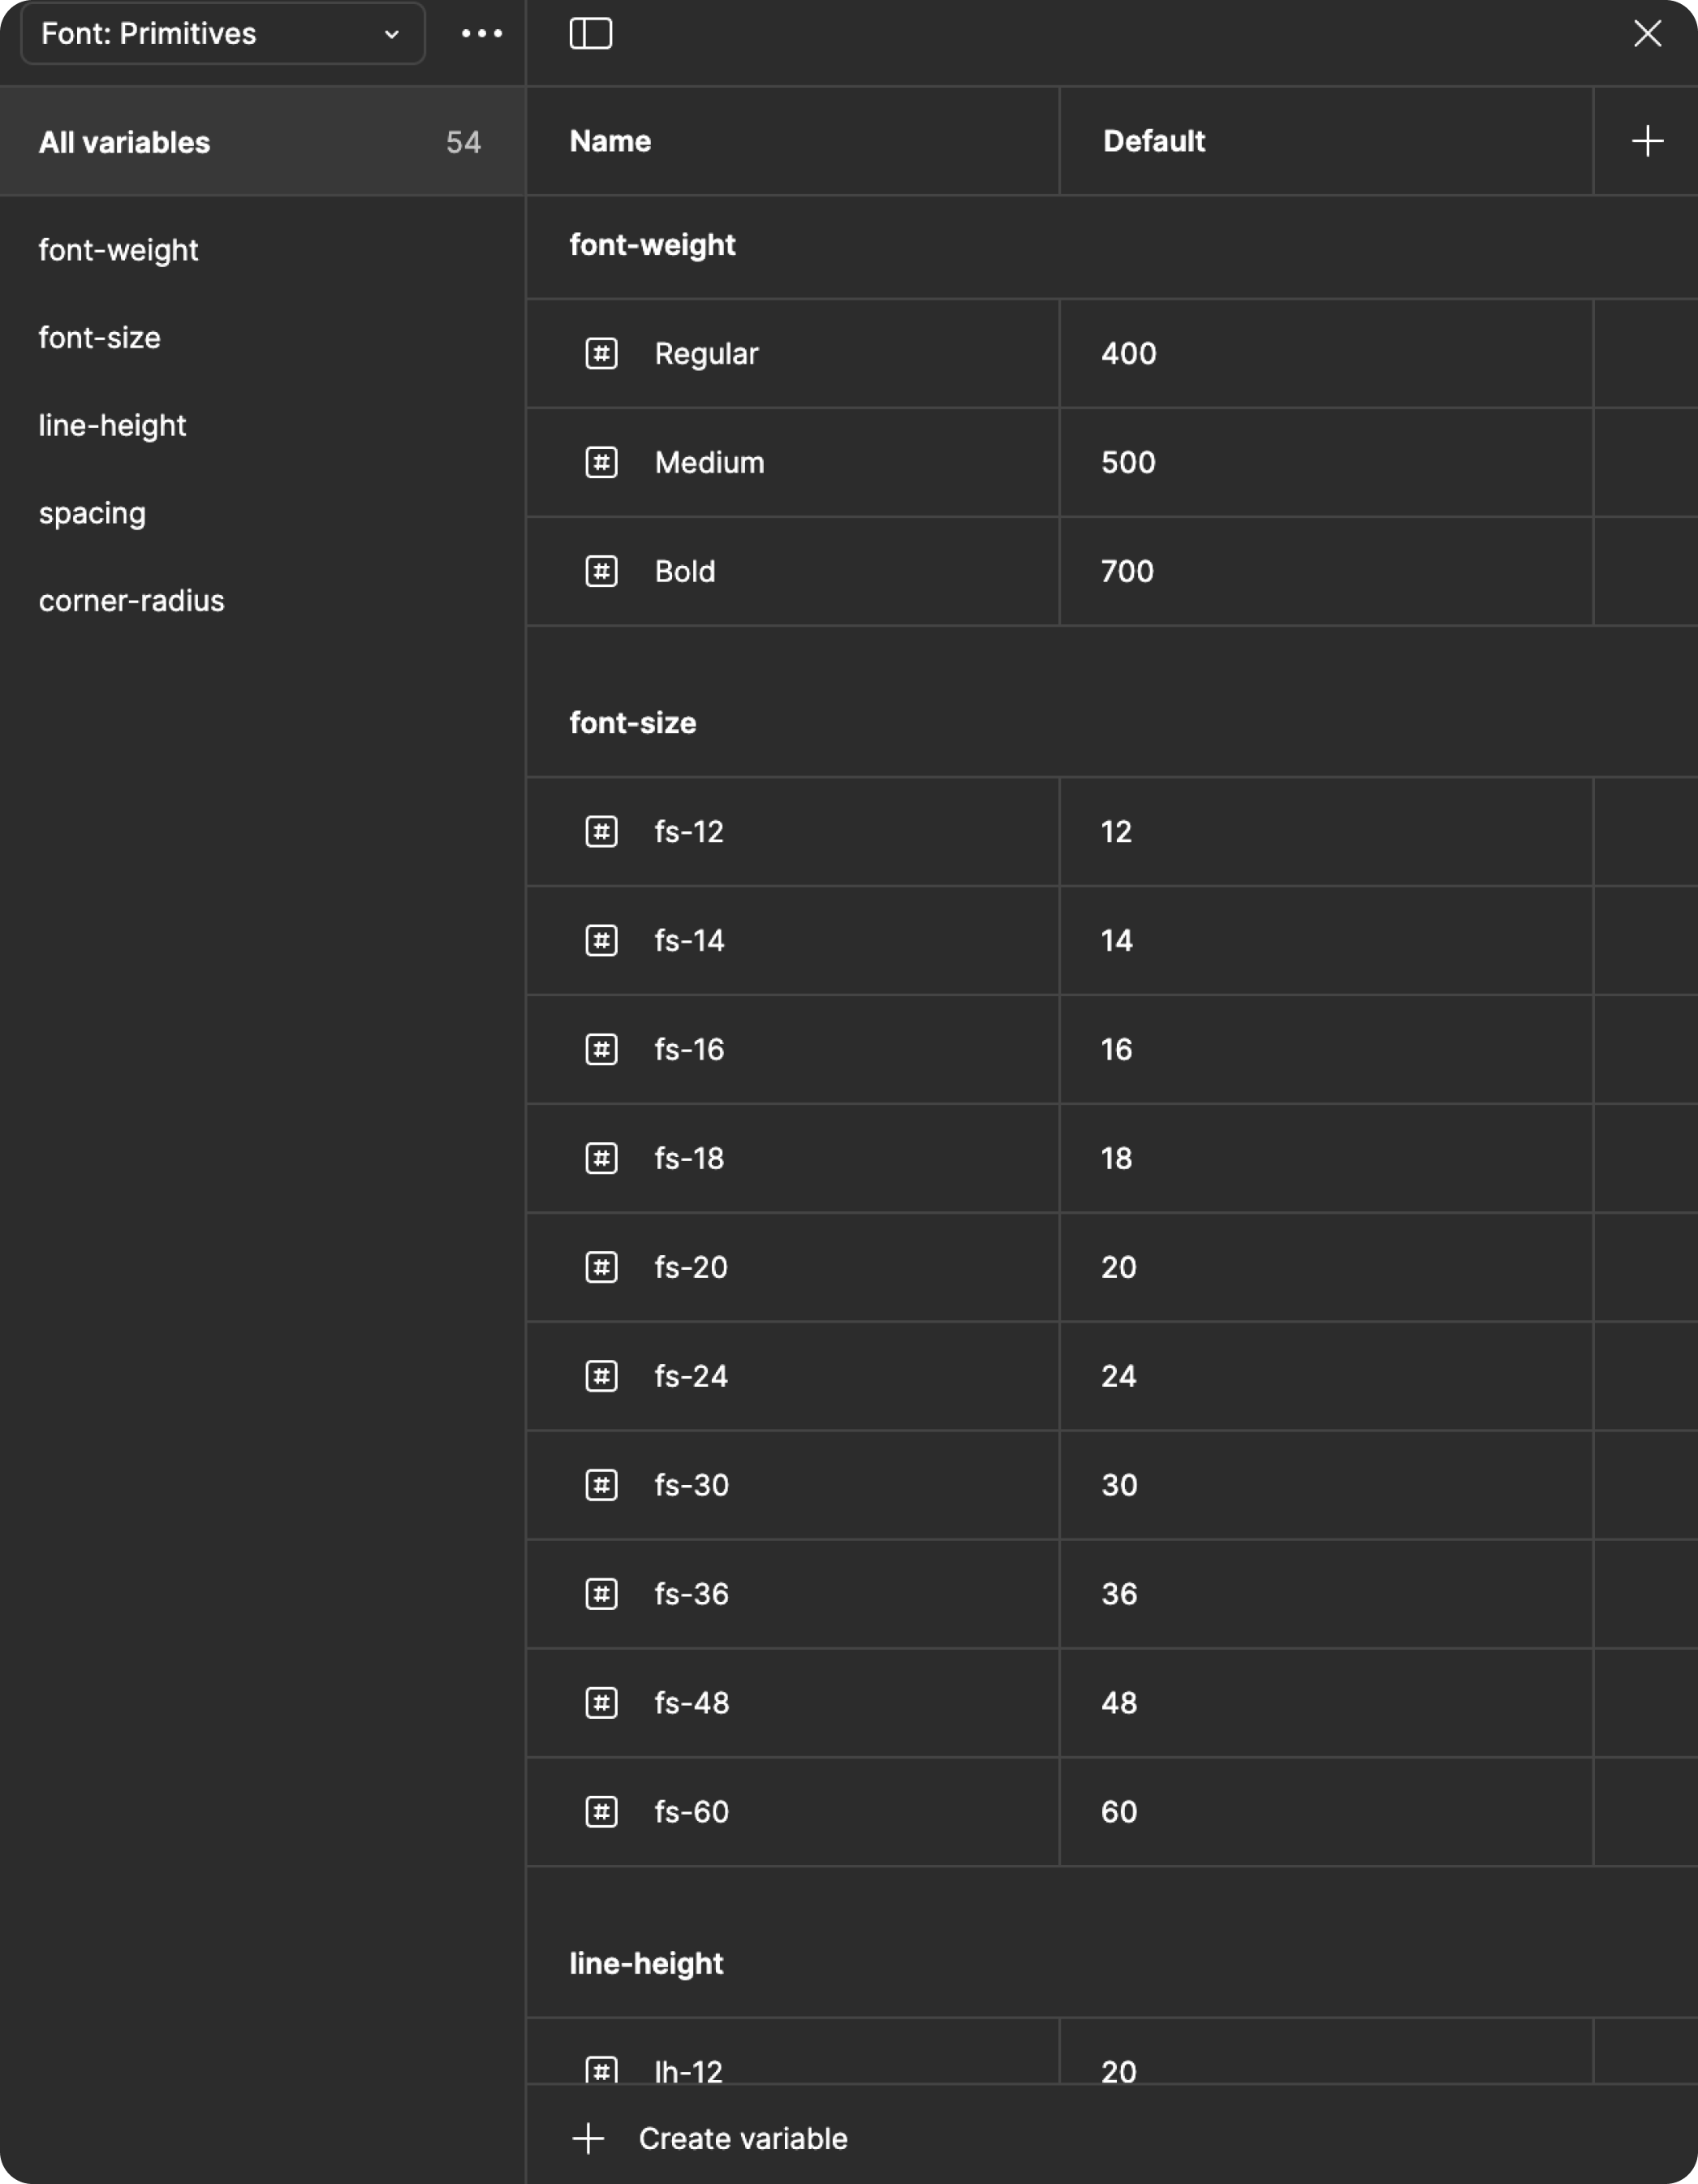 Font: Primitives
All variables 54
font-weight
font-size
line-height
spacing
corner-radius
Name Default
font-weight
Regular 400
Medium 500
Bold 700
font-size
fs-12 12
fs-14 14
fs-16 16
fs-18 18
fs-20 20
fs-24 24
fs-30 30
fs-36 36
fs-48 48
fs-60 60
line-height
lh-12 20
Create variable